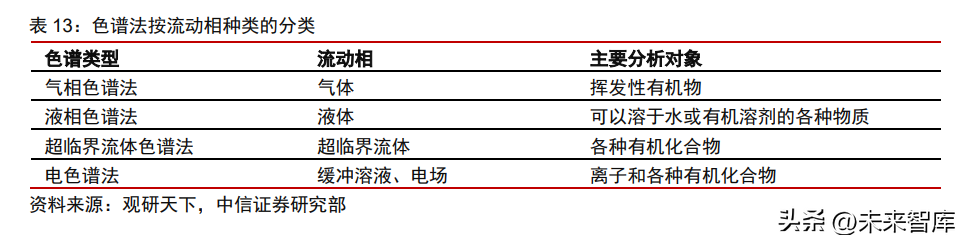 表 13：色谱法按流动相种类的分类
色谱类型 流动相 主要分析对象
气相色谱法 气体 挥发性有机物
液相色谱法 液体 可以溶于水或有机溶剂的各种物质
超临界流体色谱法 超临界流体 各种有机化合物
电色谱法 缓冲溶液、电场 离子和各种有机化合物
资料来源：观研天下，中信证券研究部
头条 @未来智库